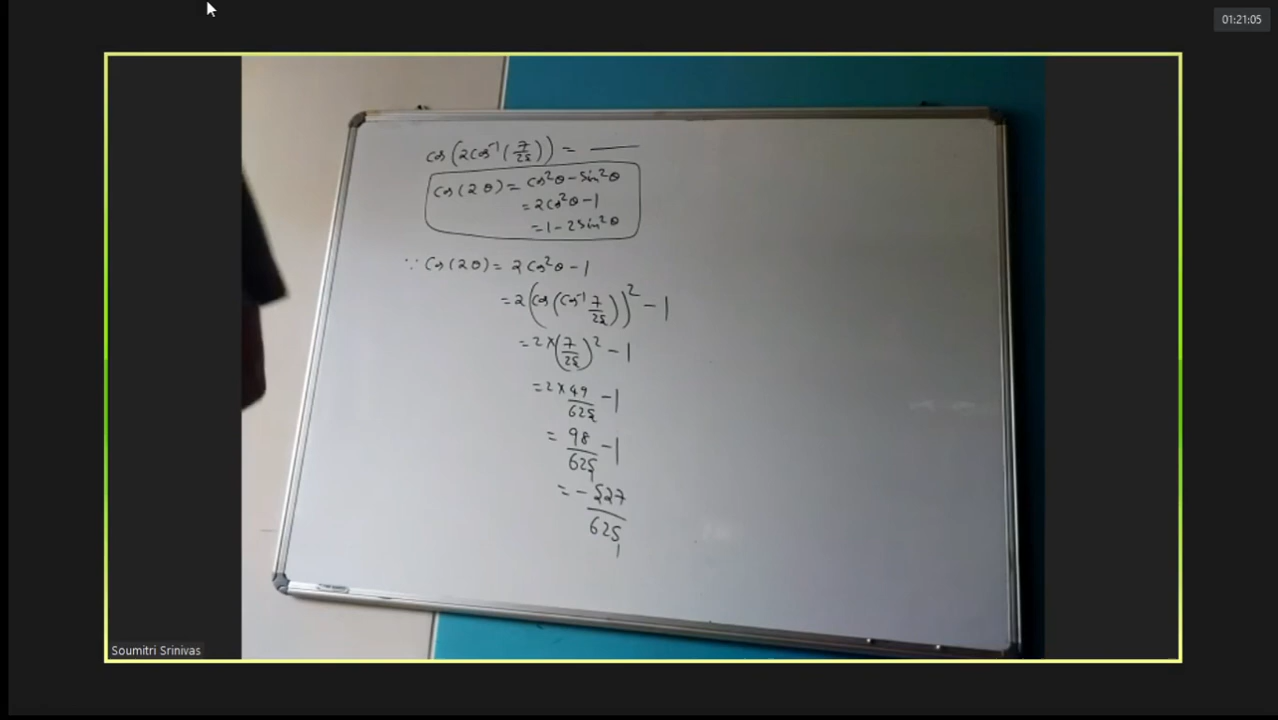 01:21:05
cos(2cos⁻¹(7/25)) = ___
cos(2θ) = cos²θ - sin²θ
= 2cos²θ - 1
= 1 - 2sin²θ
∵ cos(2θ) = 2cos²θ - 1
= 2(cos(cos⁻¹ 7/25))² - 1
= 2 × (7/25)² - 1
= 2 × 49/625 - 1
= 98/625 - 1
= -527/625
Soumitri Srinivas